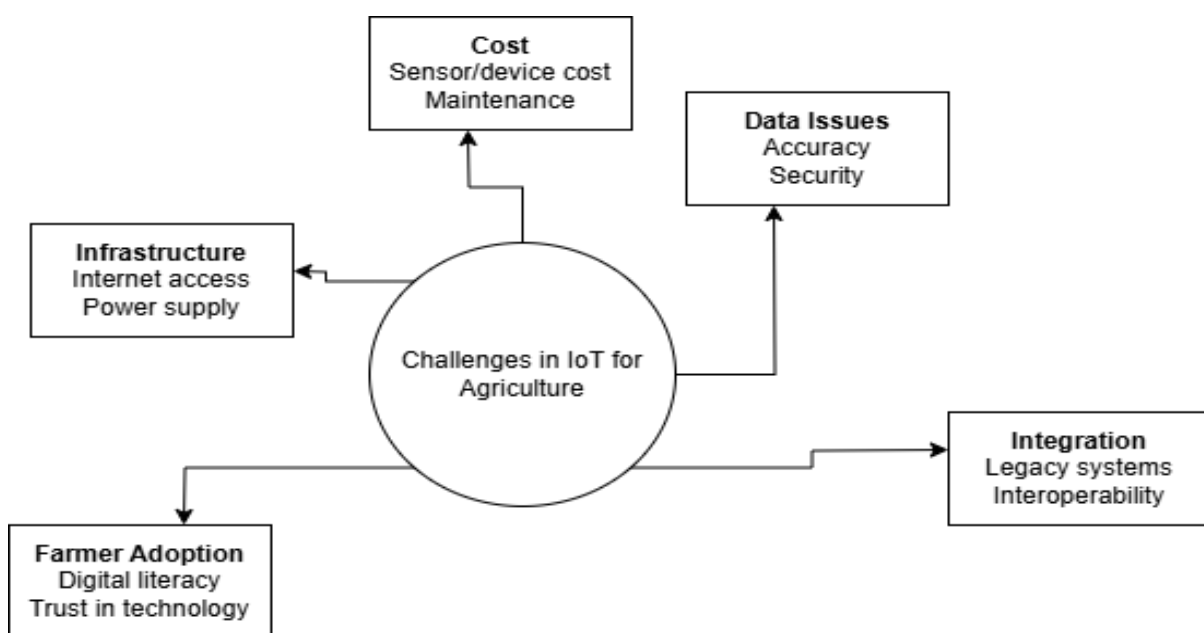 Cost
Sensor/device cost
Maintenance
Data Issues
Accuracy
Security
Infrastructure
Internet access
Power supply
Challenges in IoT for
Agriculture
Integration
Legacy systems
Interoperability
Farmer Adoption
Digital literacy
Trust in technology